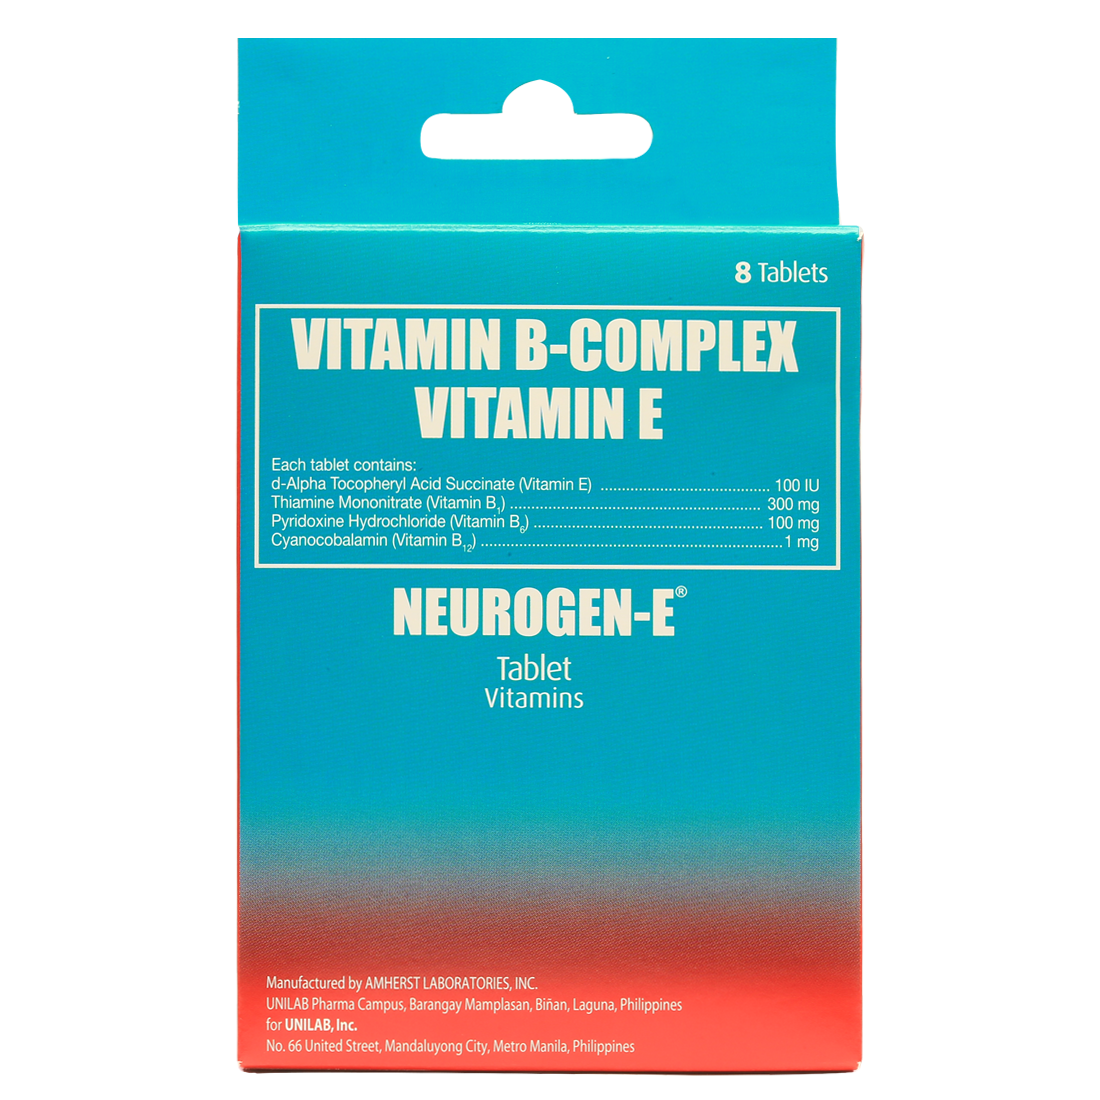 8 Tablets
VITAMIN B-COMPLEX
VITAMIN E
Each tablet contains:
d-Alpha Tocopheryl Acid Succinate (Vitamin E) ........................................ 100 IU
Thiamine Mononitrate (Vitamin B₁) ............................................................ 300 mg
Pyridoxine Hydrochloride (Vitamin B₆) ....................................................... 100 mg
Cyanocobalamin (Vitamin B₁₂) ......................................................................1 mg
NEUROGEN-E®
Tablet
Vitamins
Manufactured by AMHERST LABORATORIES, INC.
UNILAB Pharma Campus, Barangay Mamplasan, Biñan, Laguna, Philippines
for UNILAB, Inc.
No. 66 United Street, Mandaluyong City, Metro Manila, Philippines